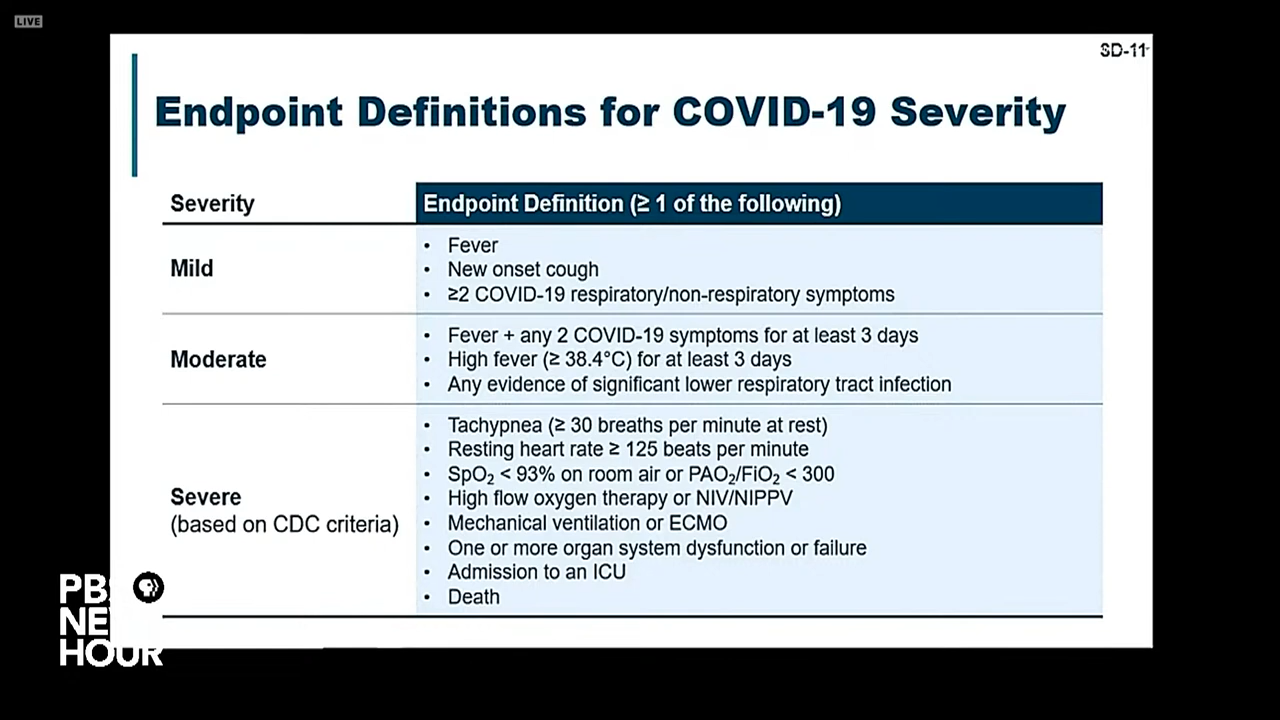 LIVE
SD-11
Endpoint Definitions for COVID-19 Severity
Severity
Endpoint Definition (≥ 1 of the following)
Mild
• Fever
• New onset cough
• ≥2 COVID-19 respiratory/non-respiratory symptoms
Moderate
• Fever + any 2 COVID-19 symptoms for at least 3 days
• High fever (≥ 38.4°C) for at least 3 days
• Any evidence of significant lower respiratory tract infection
Severe
(based on CDC criteria)
• Tachypnea (≥ 30 breaths per minute at rest)
• Resting heart rate ≥ 125 beats per minute
• SpO₂ < 93% on room air or PAO₂/FiO₂ < 300
• High flow oxygen therapy or NIV/NIPPV
• Mechanical ventilation or ECMO
• One or more organ system dysfunction or failure
• Admission to an ICU
• Death
PBS
NEWS
HOUR